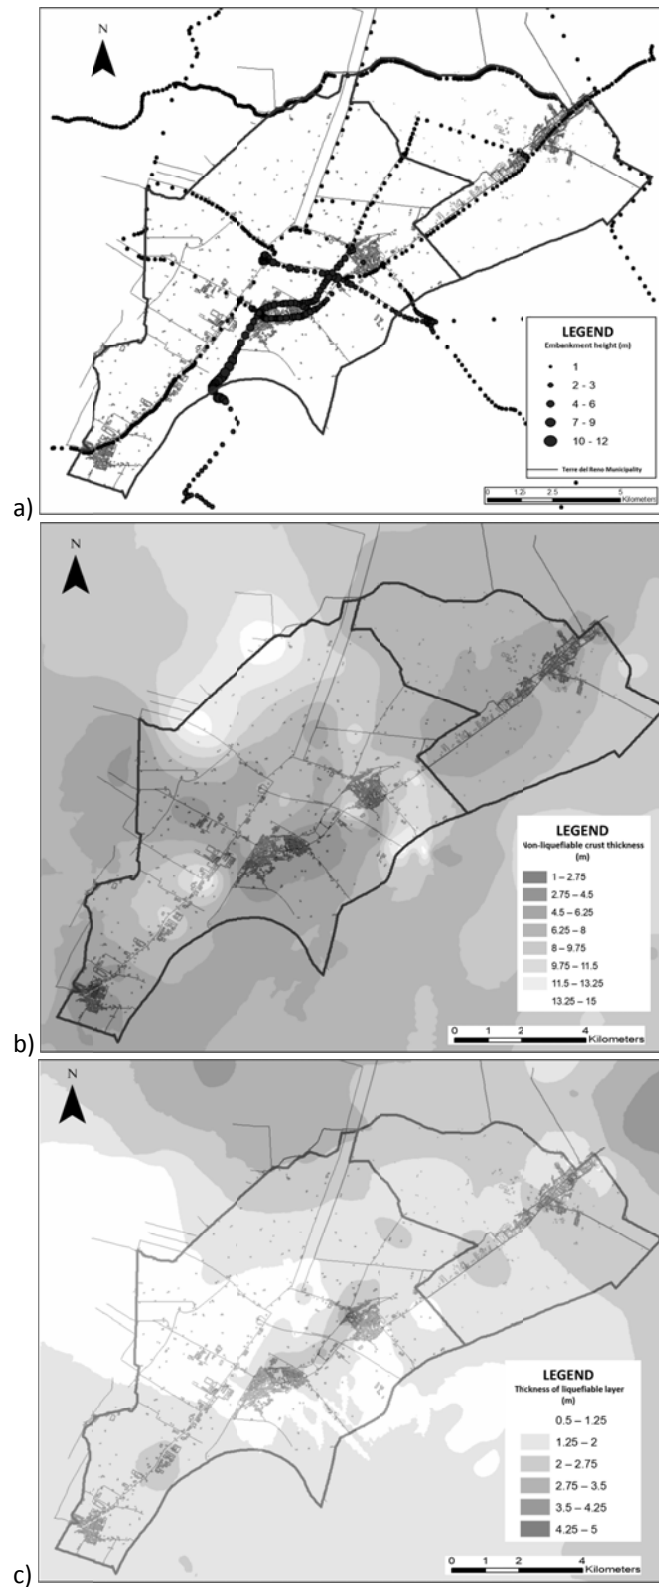 N
LEGEND
Embankment height (m)
1
2 - 3
4 - 6
7 - 9
10 - 12
Terre del Reno Municipality
0 1.25 2.5 5
Kilometers
a)
N
LEGEND
Non-liquefiable crust thickness
(m)
1 – 2.75
2.75 – 4.5
4.5 – 6.25
6.25 – 8
8 – 9.75
9.75 – 11.5
11.5 – 13.25
13.25 – 15
0 1 2 4
Kilometers
b)
N
LEGEND
Thickness of liquefiable layer
(m)
0.5 – 1.25
1.25 – 2
2 – 2.75
2.75 – 3.5
3.5 – 4.25
4.25 – 5
0 1 2 4
Kilometers
c)